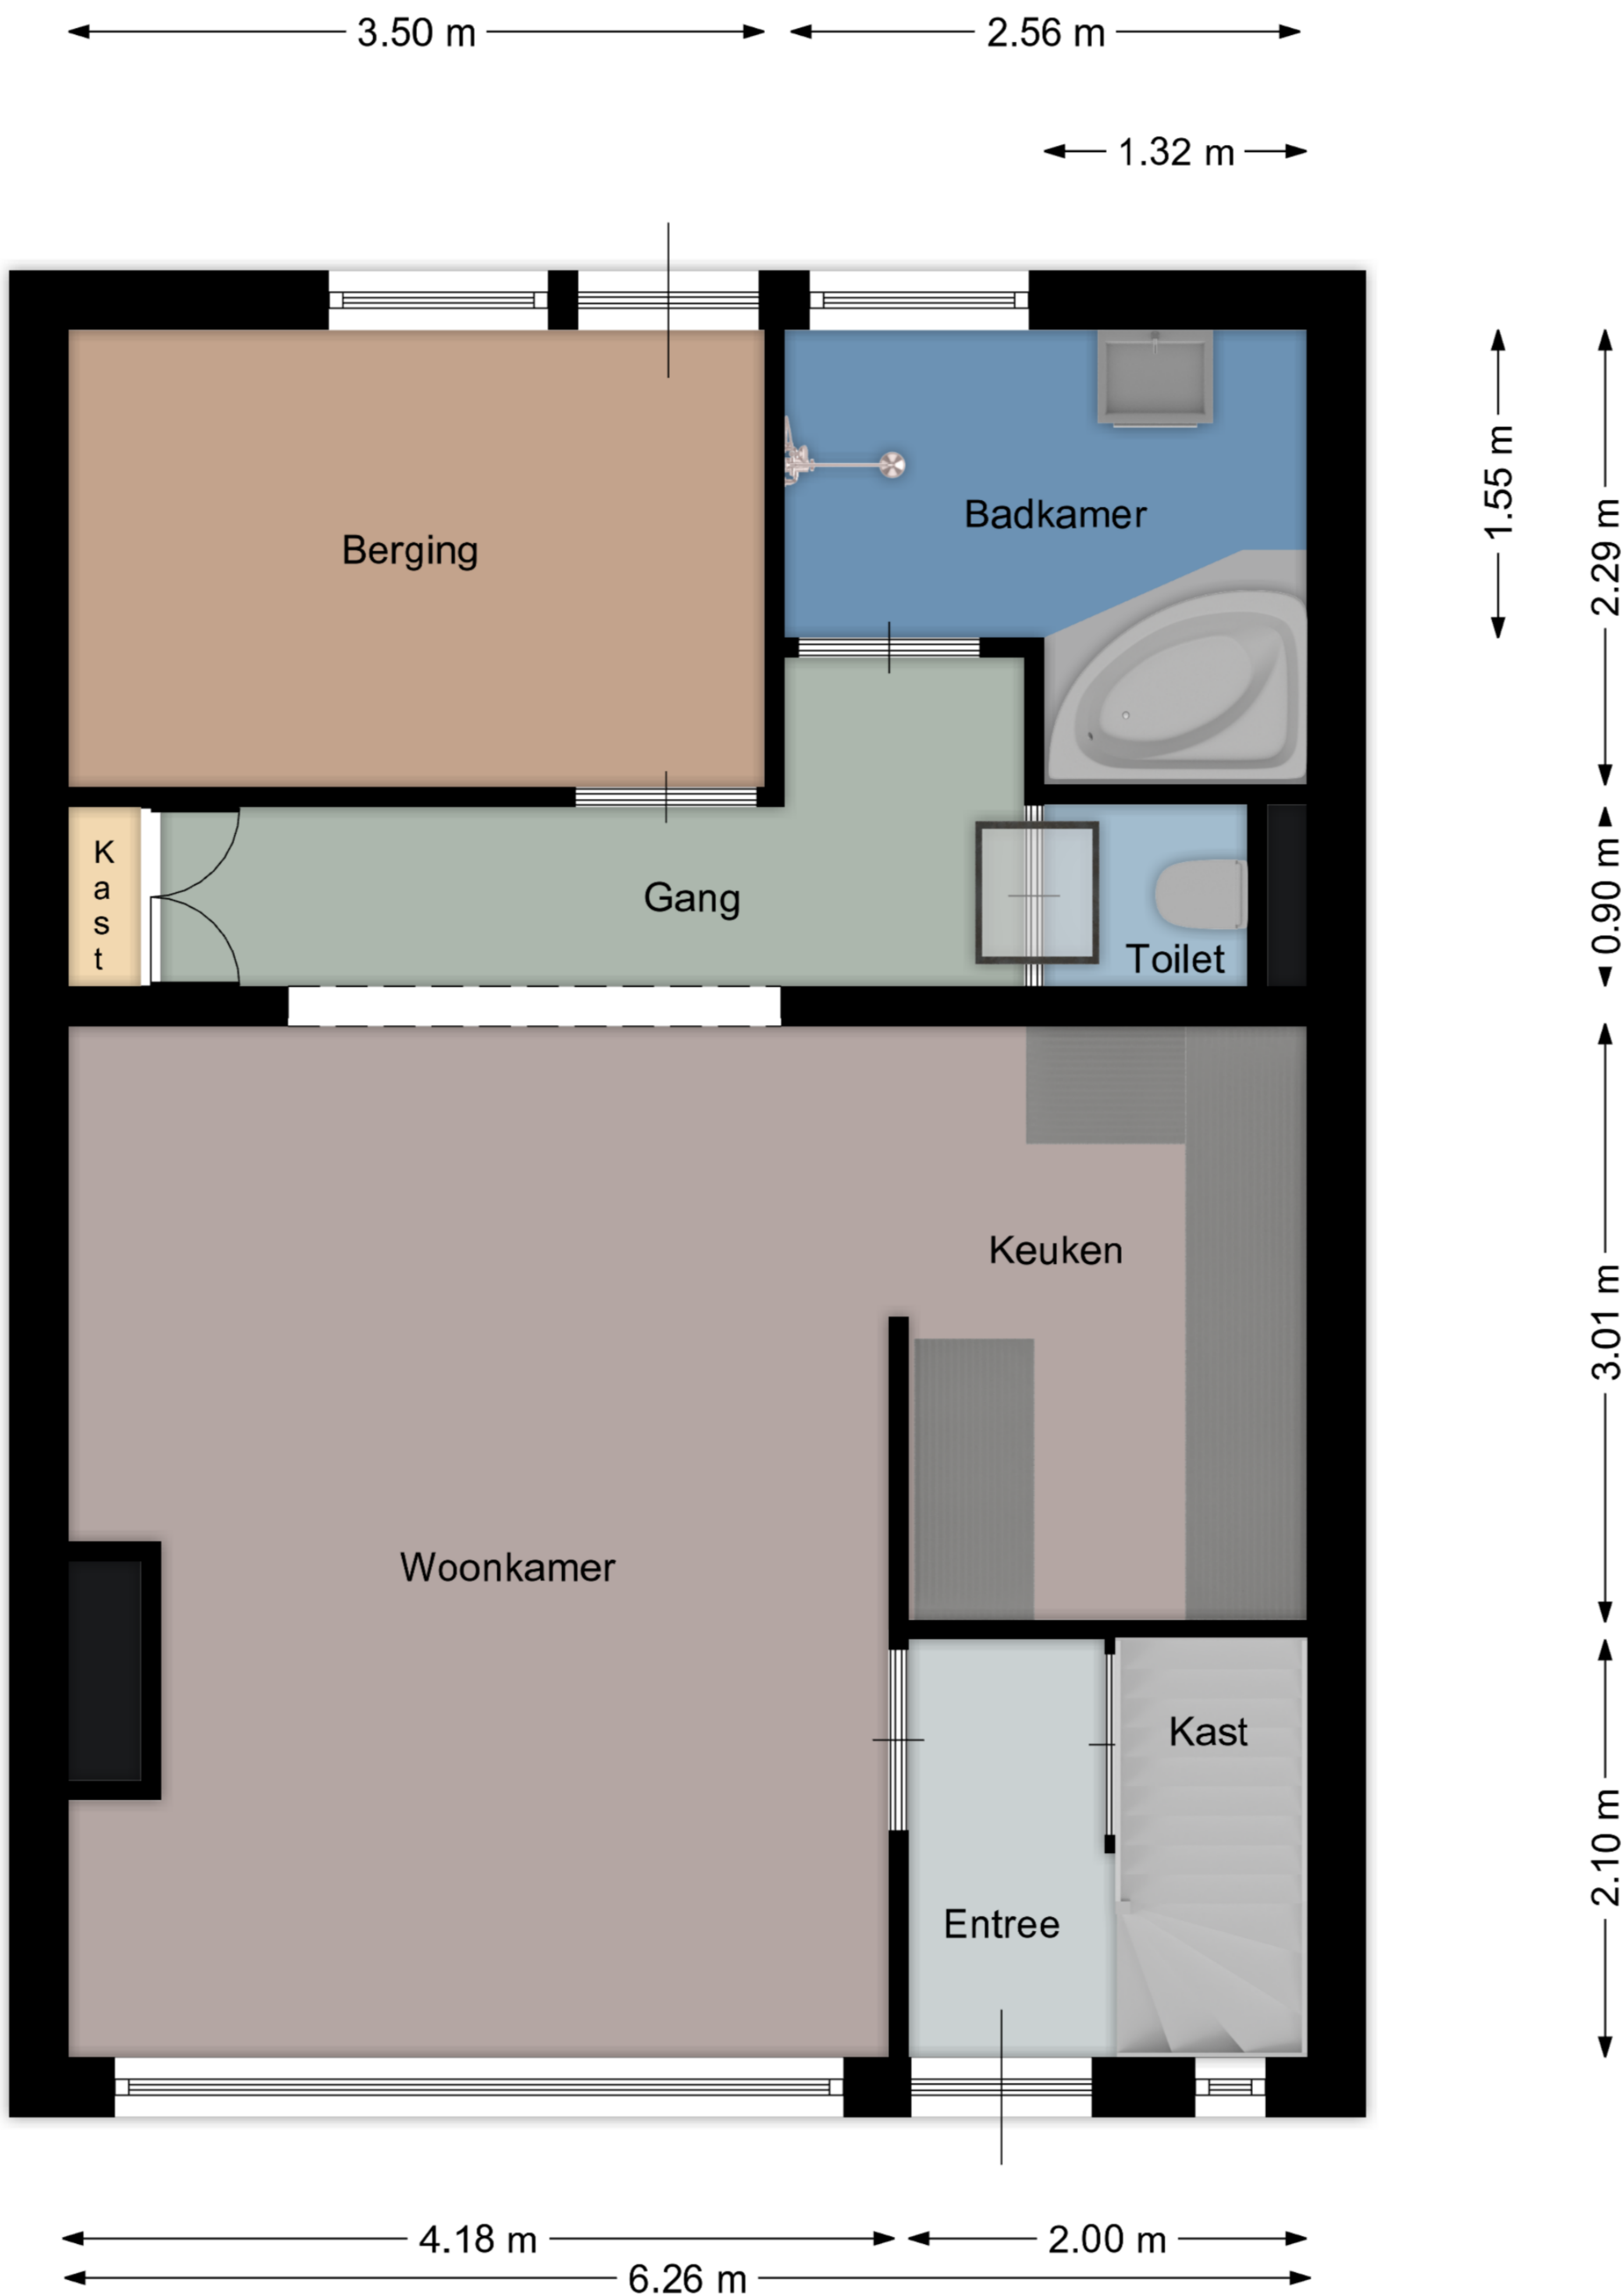 3.50 m
2.56 m
1.32 m
1.55 m
2.29 m
Badkamer
Berging
Kast
Gang
0.90 m
Toilet
Keuken
3.01 m
Woonkamer
Kast
2.10 m
Entree
4.18 m
2.00 m
6.26 m